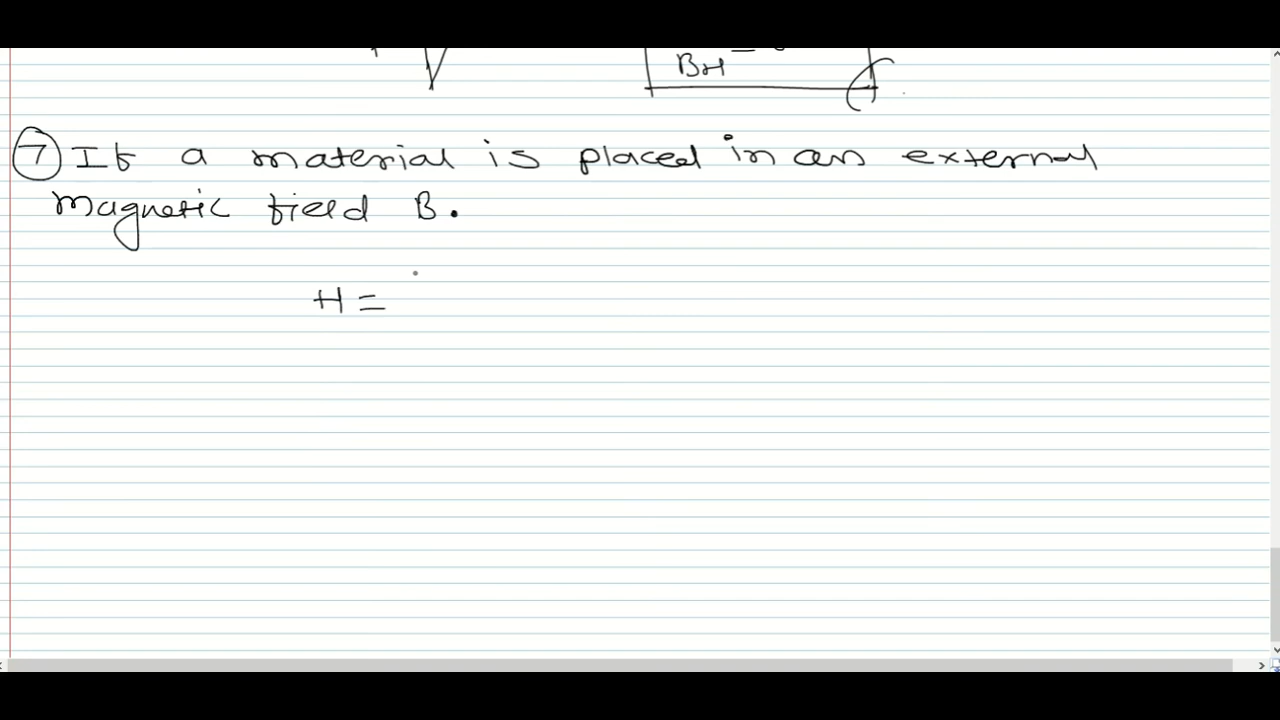 BH
⑦ If a material is placed in an external
magnetic field B.
H =